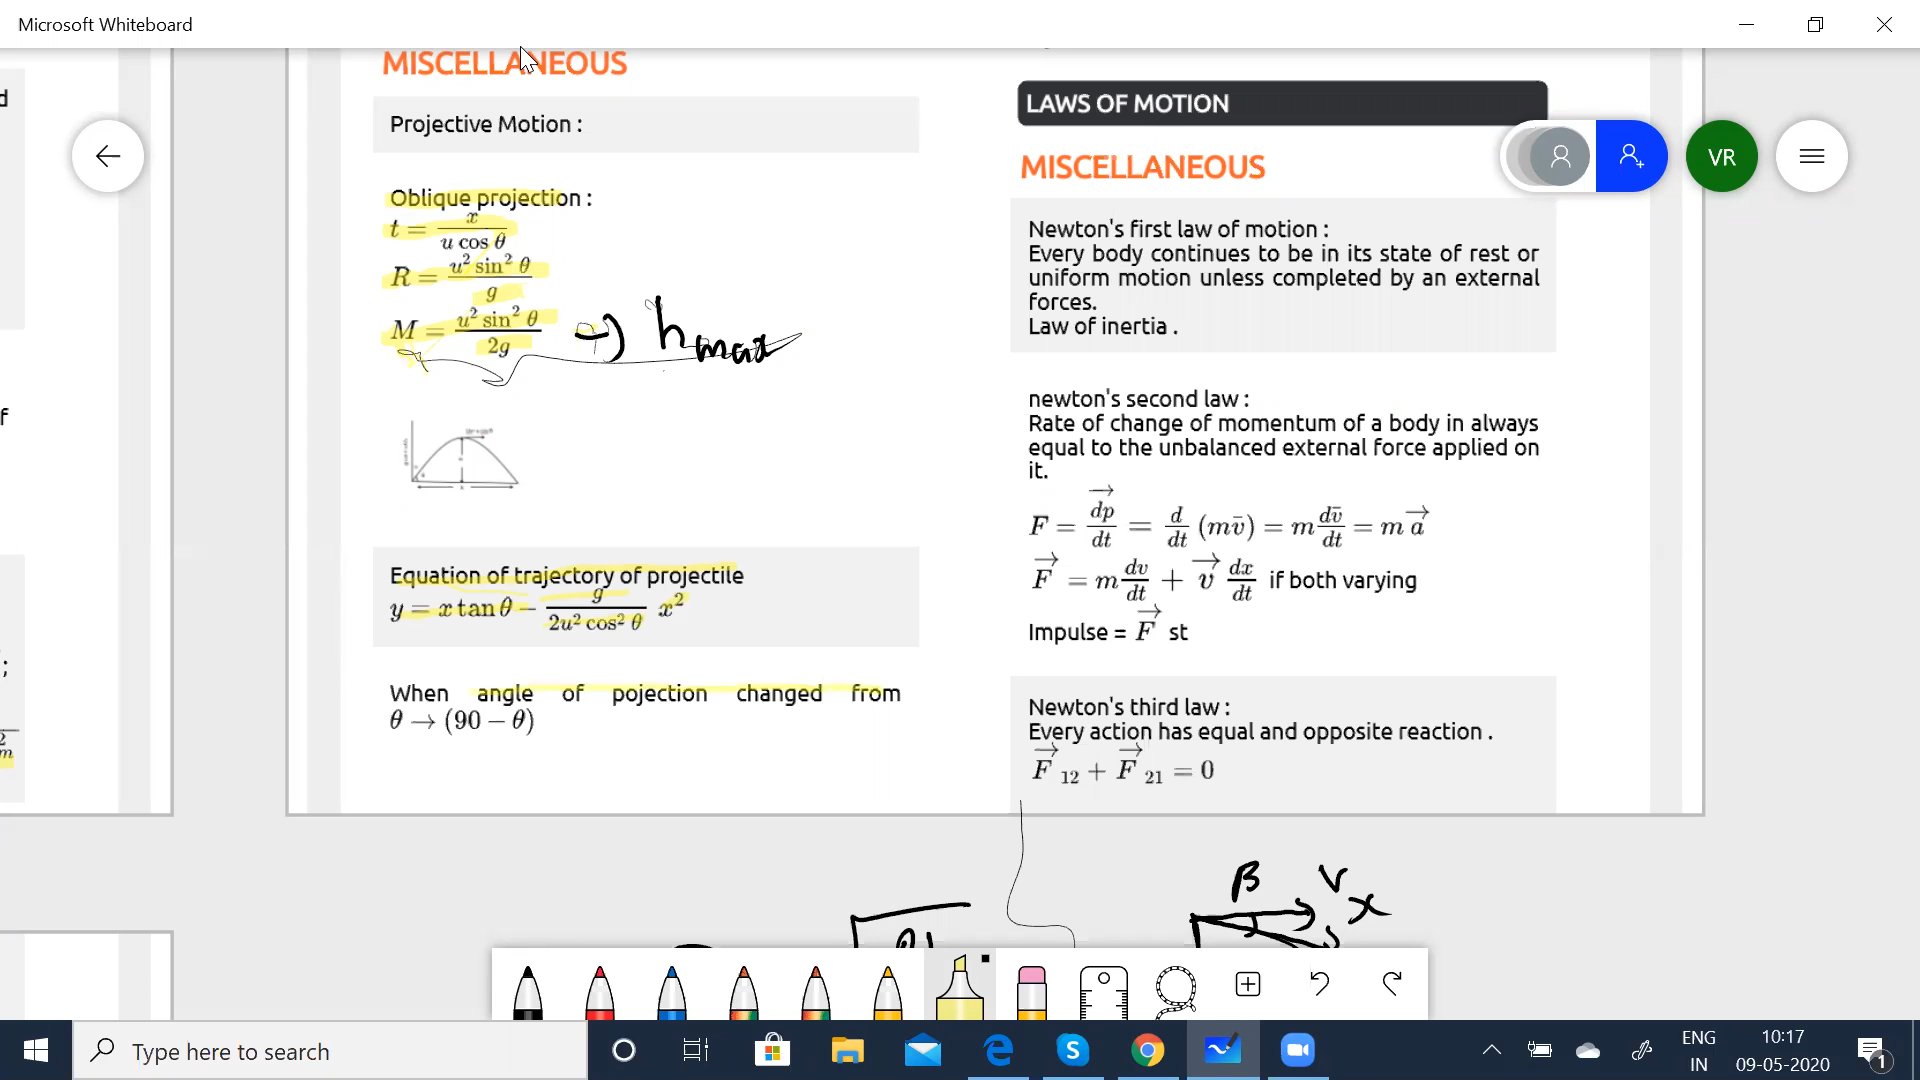 Microsoft Whiteboard
MISCELLANEOUS
Projective Motion :
Oblique projection :
t = x / u cos θ
R = u² sin² θ / g
M = u² sin² θ / 2g ⇒ hmax
Equation of trajectory of projectile
y = x tan θ − g / 2u² cos² θ x²
When angle of pojection changed from
θ → (90 − θ)
LAWS OF MOTION
MISCELLANEOUS
Newton's first law of motion :
Every body continues to be in its state of rest or
uniform motion unless completed by an external
forces.
Law of inertia .
newton's second law :
Rate of change of momentum of a body in always
equal to the unbalanced external force applied on
it.
F = d⃗p/dt = d/dt (mv̄) = m dv̄/dt = m a⃗
F⃗ = m dv/dt + v⃗ dx/dt if both varying
Impulse = F⃗ st
Newton's third law :
Every action has equal and opposite reaction .
F⃗ 12 + F⃗ 21 = 0
VR
d
f
;
2
m
β v
x
Type here to search
ENG
IN
10:17
09-05-2020
1